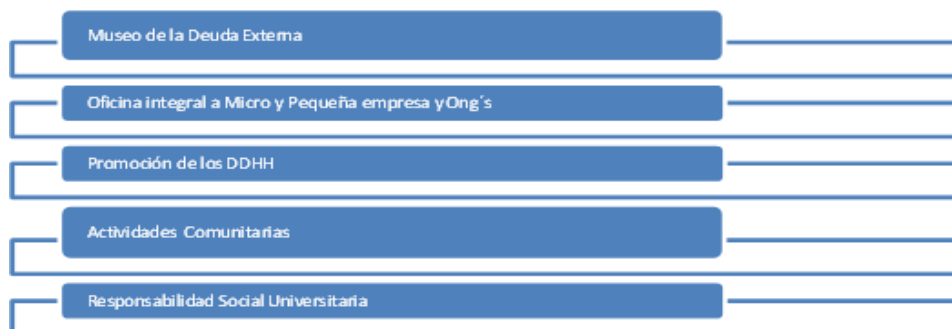 Museo de la Deuda Externa
Oficina integral a Micro y Pequeña empresa y Ong´s
Promoción de los DDHH
Actividades Comunitarias
Responsabilidad Social Universitaria